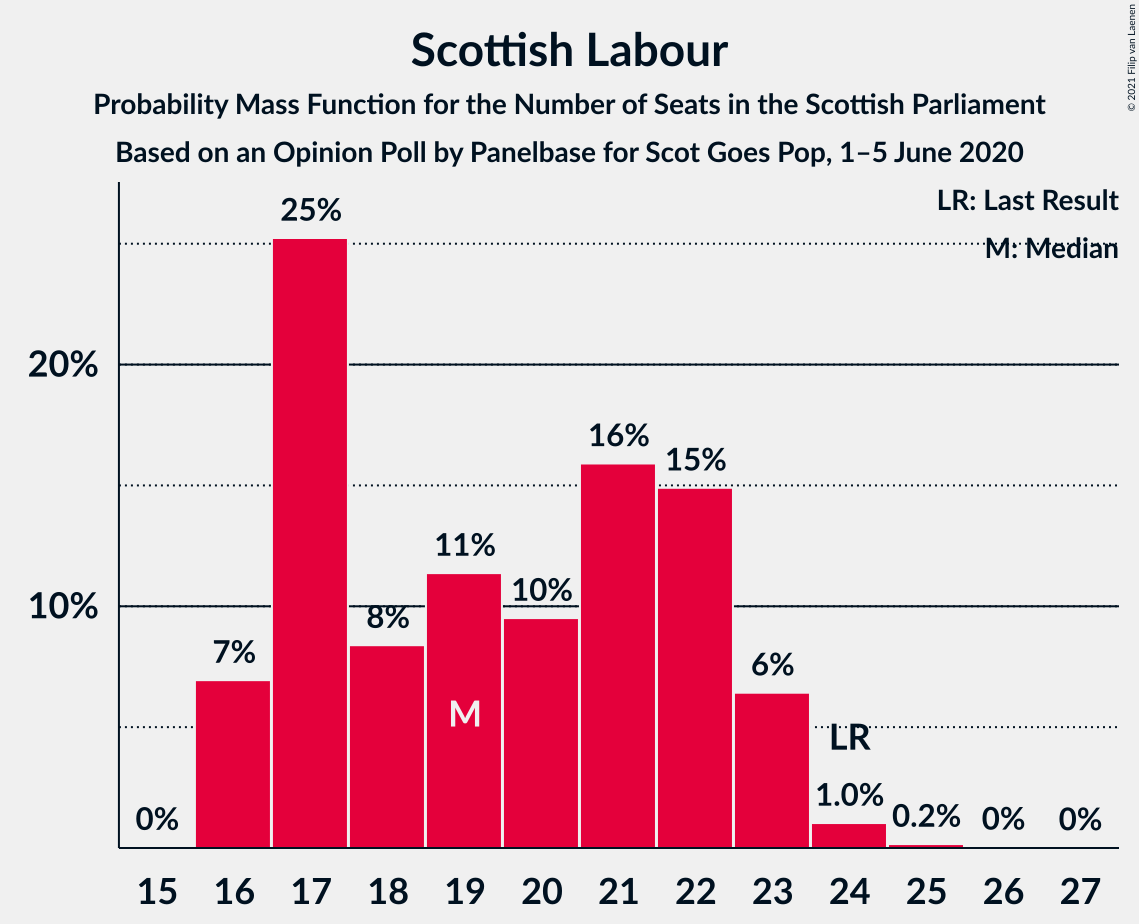 Scottish Labour
Probability Mass Function for the Number of Seats in the Scottish Parliament
Based on an Opinion Poll by Panelbase for Scot Goes Pop, 1–5 June 2020
© 2021 Filip van Laenen
LR: Last Result
M: Median
20%
10%
0%
7%
25%
8%
11%
10%
16%
15%
6%
1.0%
0.2%
0%
0%
M
LR
15 16 17 18 19 20 21 22 23 24 25 26 27